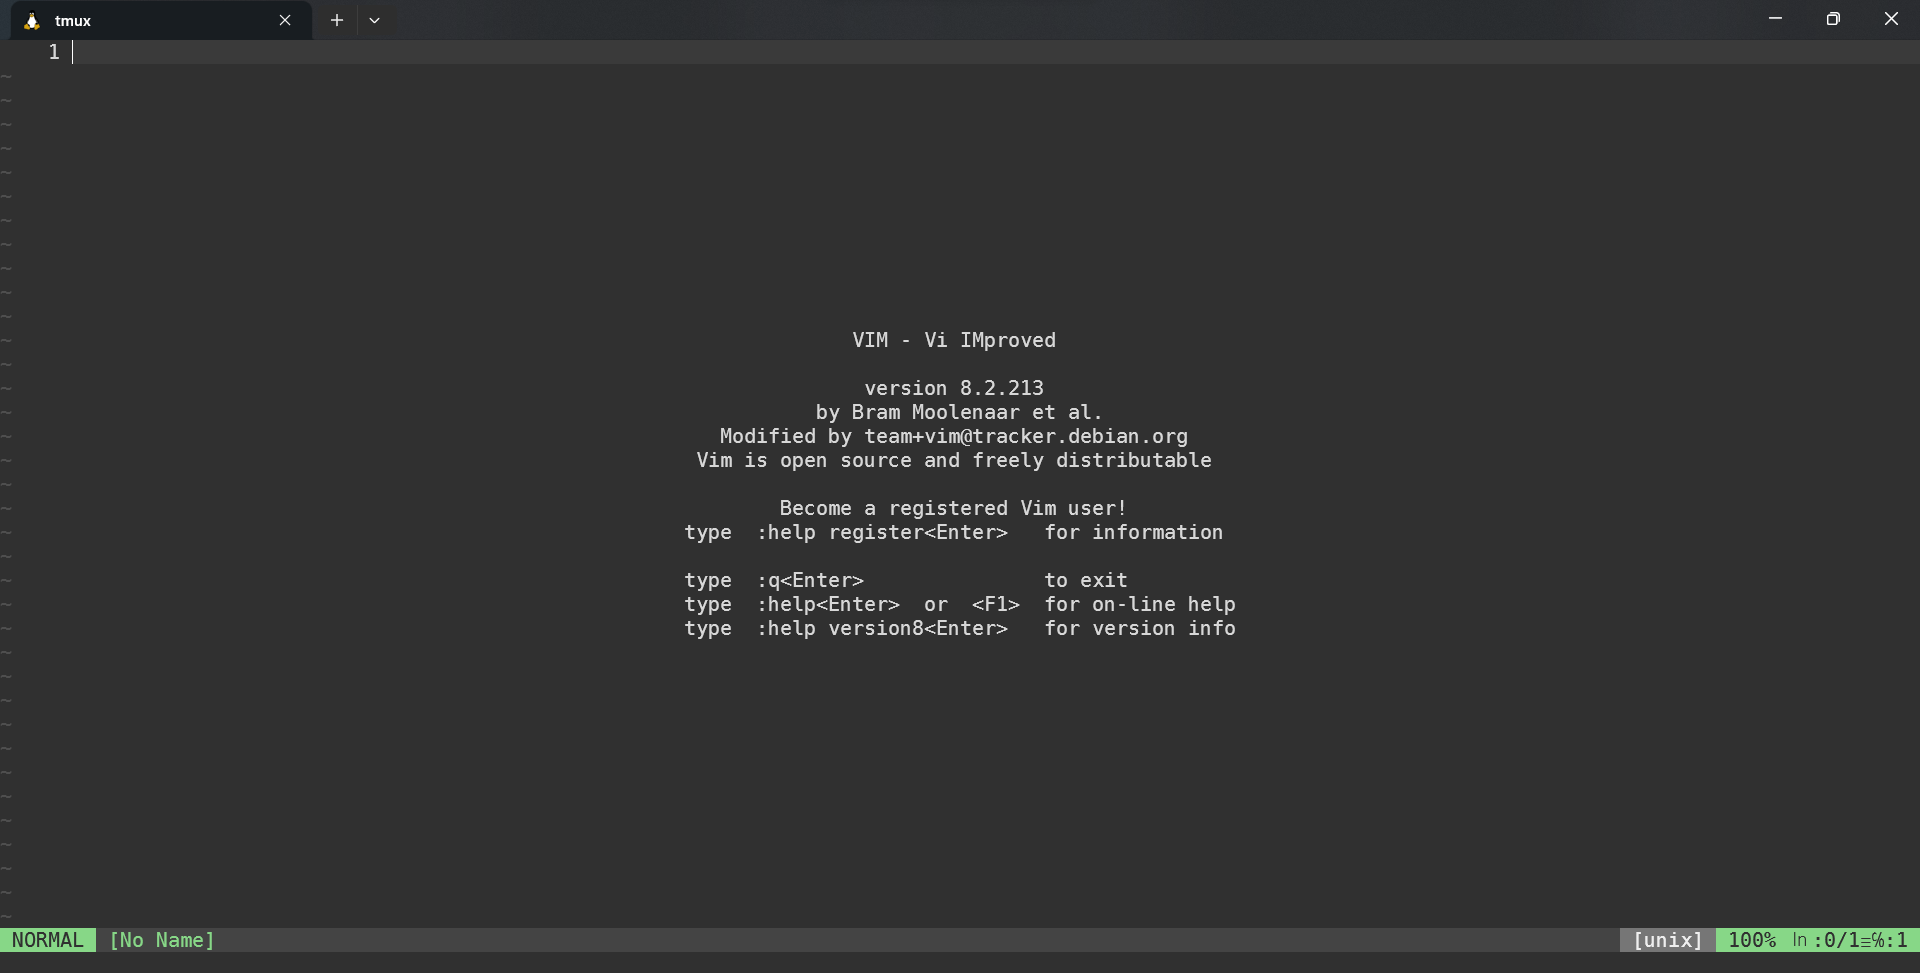 tmux
1
VIM - Vi IMproved
version 8.2.213
by Bram Moolenaar et al.
Modified by team+vim@tracker.debian.org
Vim is open source and freely distributable
Become a registered Vim user!
type  :help register<Enter>   for information
type  :q<Enter>               to exit
type  :help<Enter>  or  <F1>  for on-line help
type  :help version8<Enter>   for version info
NORMAL [No Name] [unix] 100% ln :0/1≡℅:1